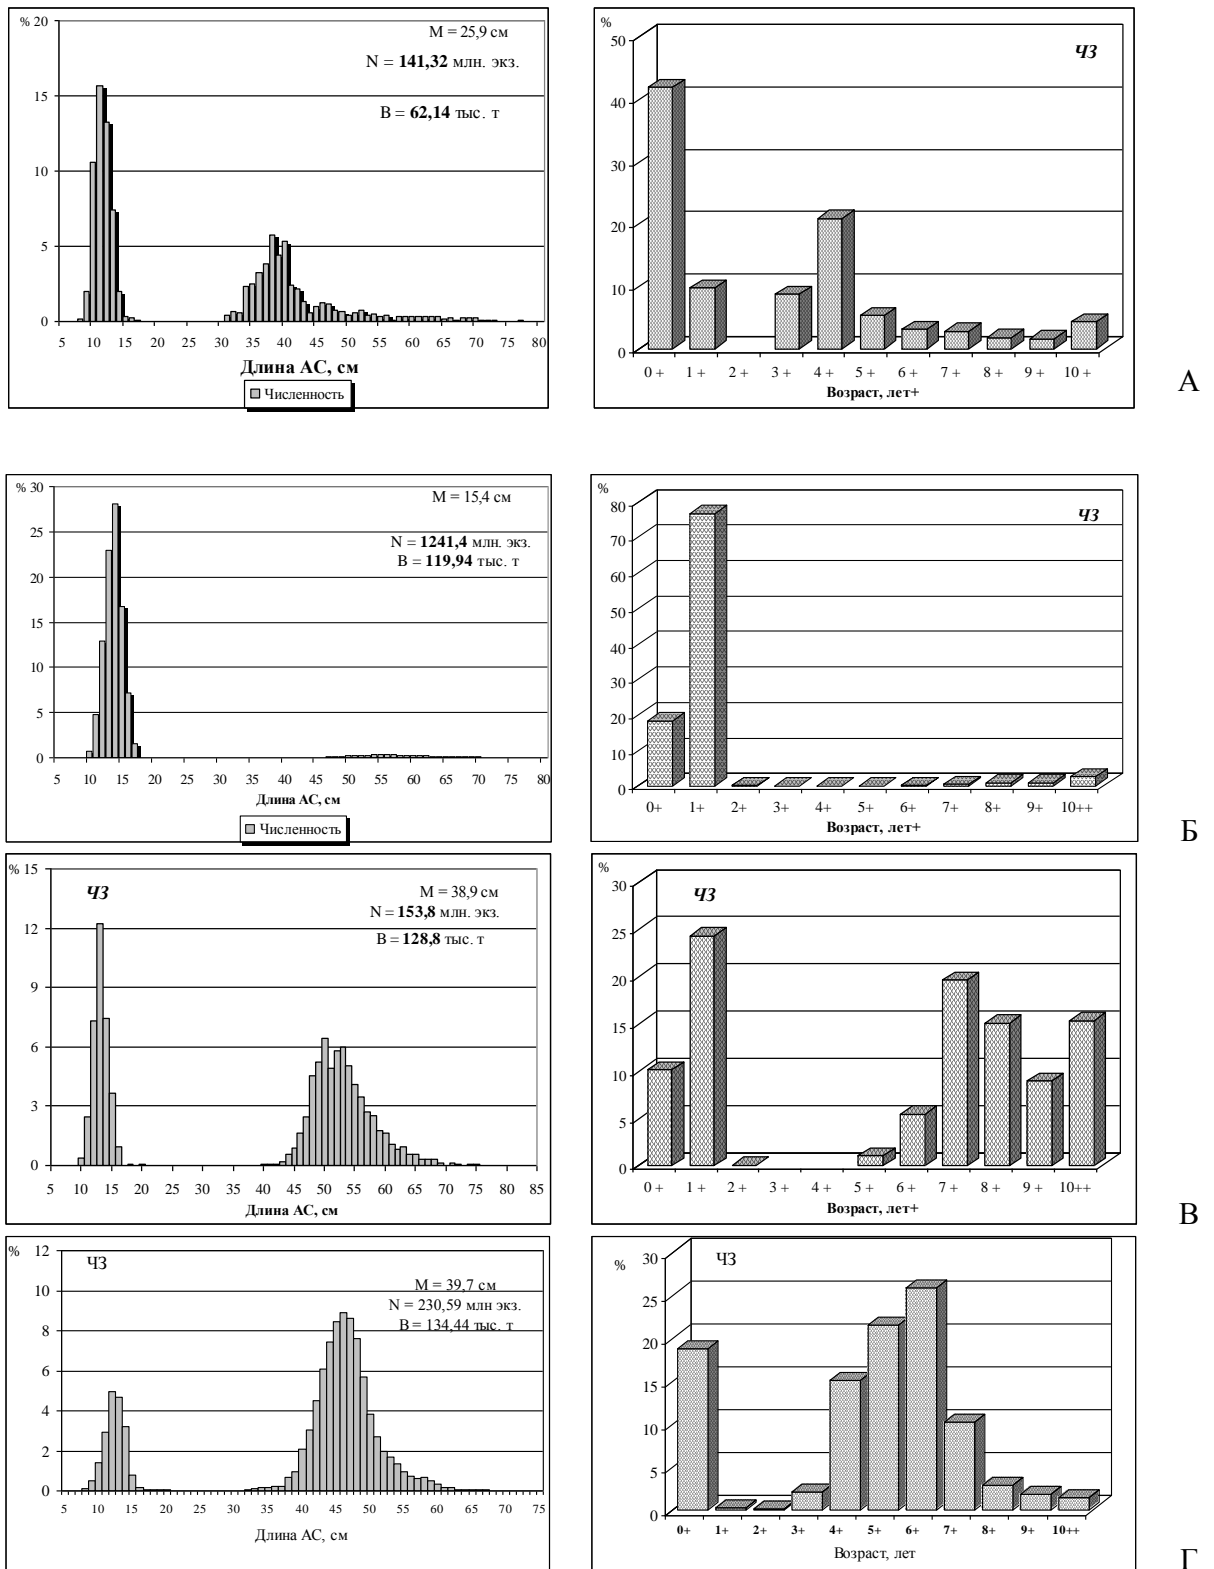 % 20
15
10
5
0
М = 25,9 см
N = 141,32 млн. экз.
В = 62,14 тыс. т
5 10 15 20 25 30 35 40 45 50 55 60 65 70 75 80
Длина АС, см
Численность
%
50
40
30
20
10
0
ЧЗ
0 + 1 + 2 + 3 + 4 + 5 + 6 + 7 + 8 + 9 + 10 +
Возраст, лет+
А
% 30
25
20
15
10
5
0
М = 15,4 см
N = 1241,4 млн. экз.
В = 119,94 тыс. т
5 10 15 20 25 30 35 40 45 50 55 60 65 70 75 80
Длина АС, см
Численность
%
80
70
60
50
40
30
20
10
0
ЧЗ
0+ 1+ 2+ 3+ 4+ 5+ 6+ 7+ 8+ 9+ 10++
Возраст, лет+
Б
% 15
12
9
6
3
0
ЧЗ
М = 38,9 см
N = 153,8 млн. экз.
В = 128,8 тыс. т
5 10 15 20 25 30 35 40 45 50 55 60 65 70 75 80 85
Длина АС, см
%
30
25
20
15
10
5
0
ЧЗ
0 + 1 + 2 + 3 + 4 + 5 + 6 + 7 + 8 + 9 + 10++
Возраст, лет+
В
% 12
10
8
6
4
2
0
ЧЗ
М = 39,7 см
N = 230,59 млн экз.
В = 134,44 тыс. т
5 10 15 20 25 30 35 40 45 50 55 60 65 70 75
Длина АС, см
%
30
25
20
15
10
5
0
ЧЗ
0+ 1+ 2+ 3+ 4+ 5+ 6+ 7+ 8+ 9+ 10++
Возраст, лет
Г